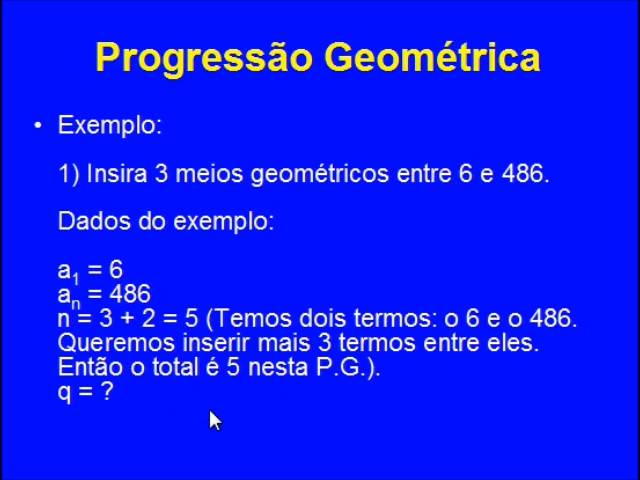 Progressão Geométrica
• Exemplo:
1) Insira 3 meios geométricos entre 6 e 486.
Dados do exemplo:
a1 = 6
an = 486
n = 3 + 2 = 5 (Temos dois termos: o 6 e o 486.
Queremos inserir mais 3 termos entre eles.
Então o total é 5 nesta P.G.).
q = ?